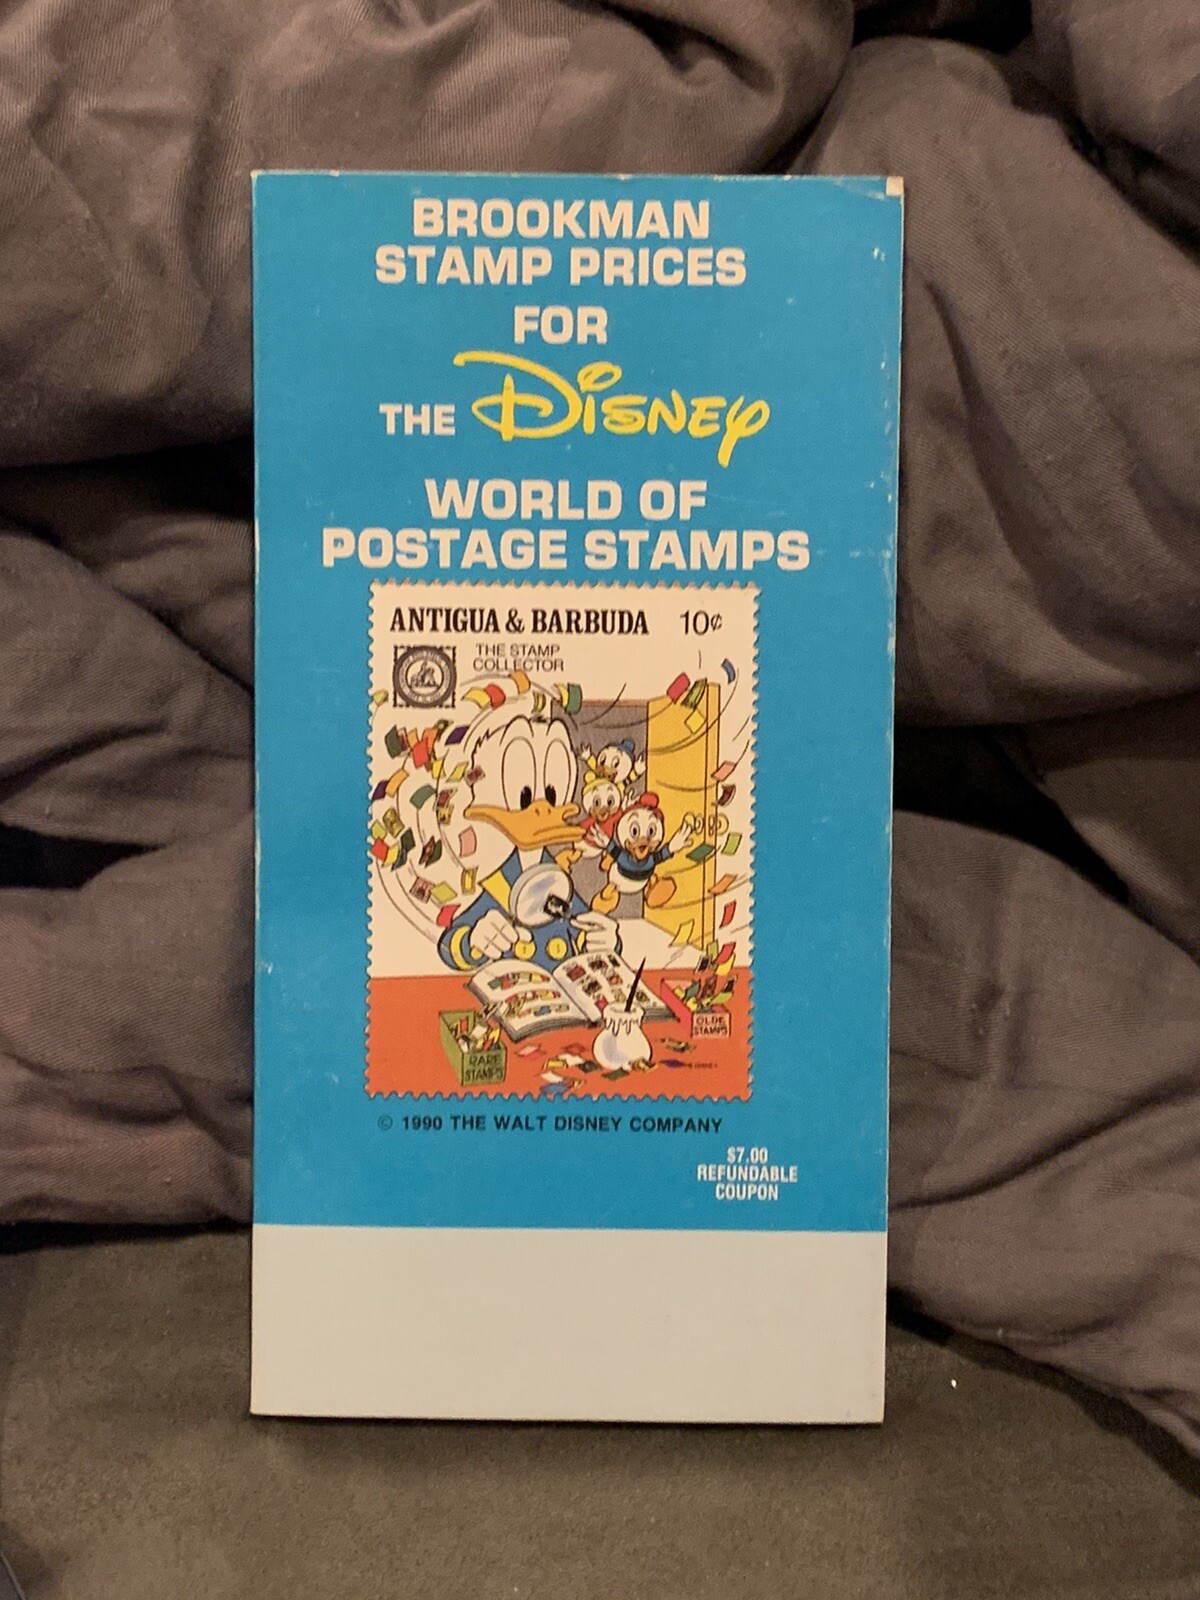 BROOKMAN
STAMP PRICES
FOR
THE Disney
WORLD OF
POSTAGE STAMPS
ANTIGUA & BARBUDA 10¢
THE STAMP
COLLECTOR
RARE
STAMPS
OLDE
STAMPS
© 1990 THE WALT DISNEY COMPANY
$7.00
REFUNDABLE
COUPON